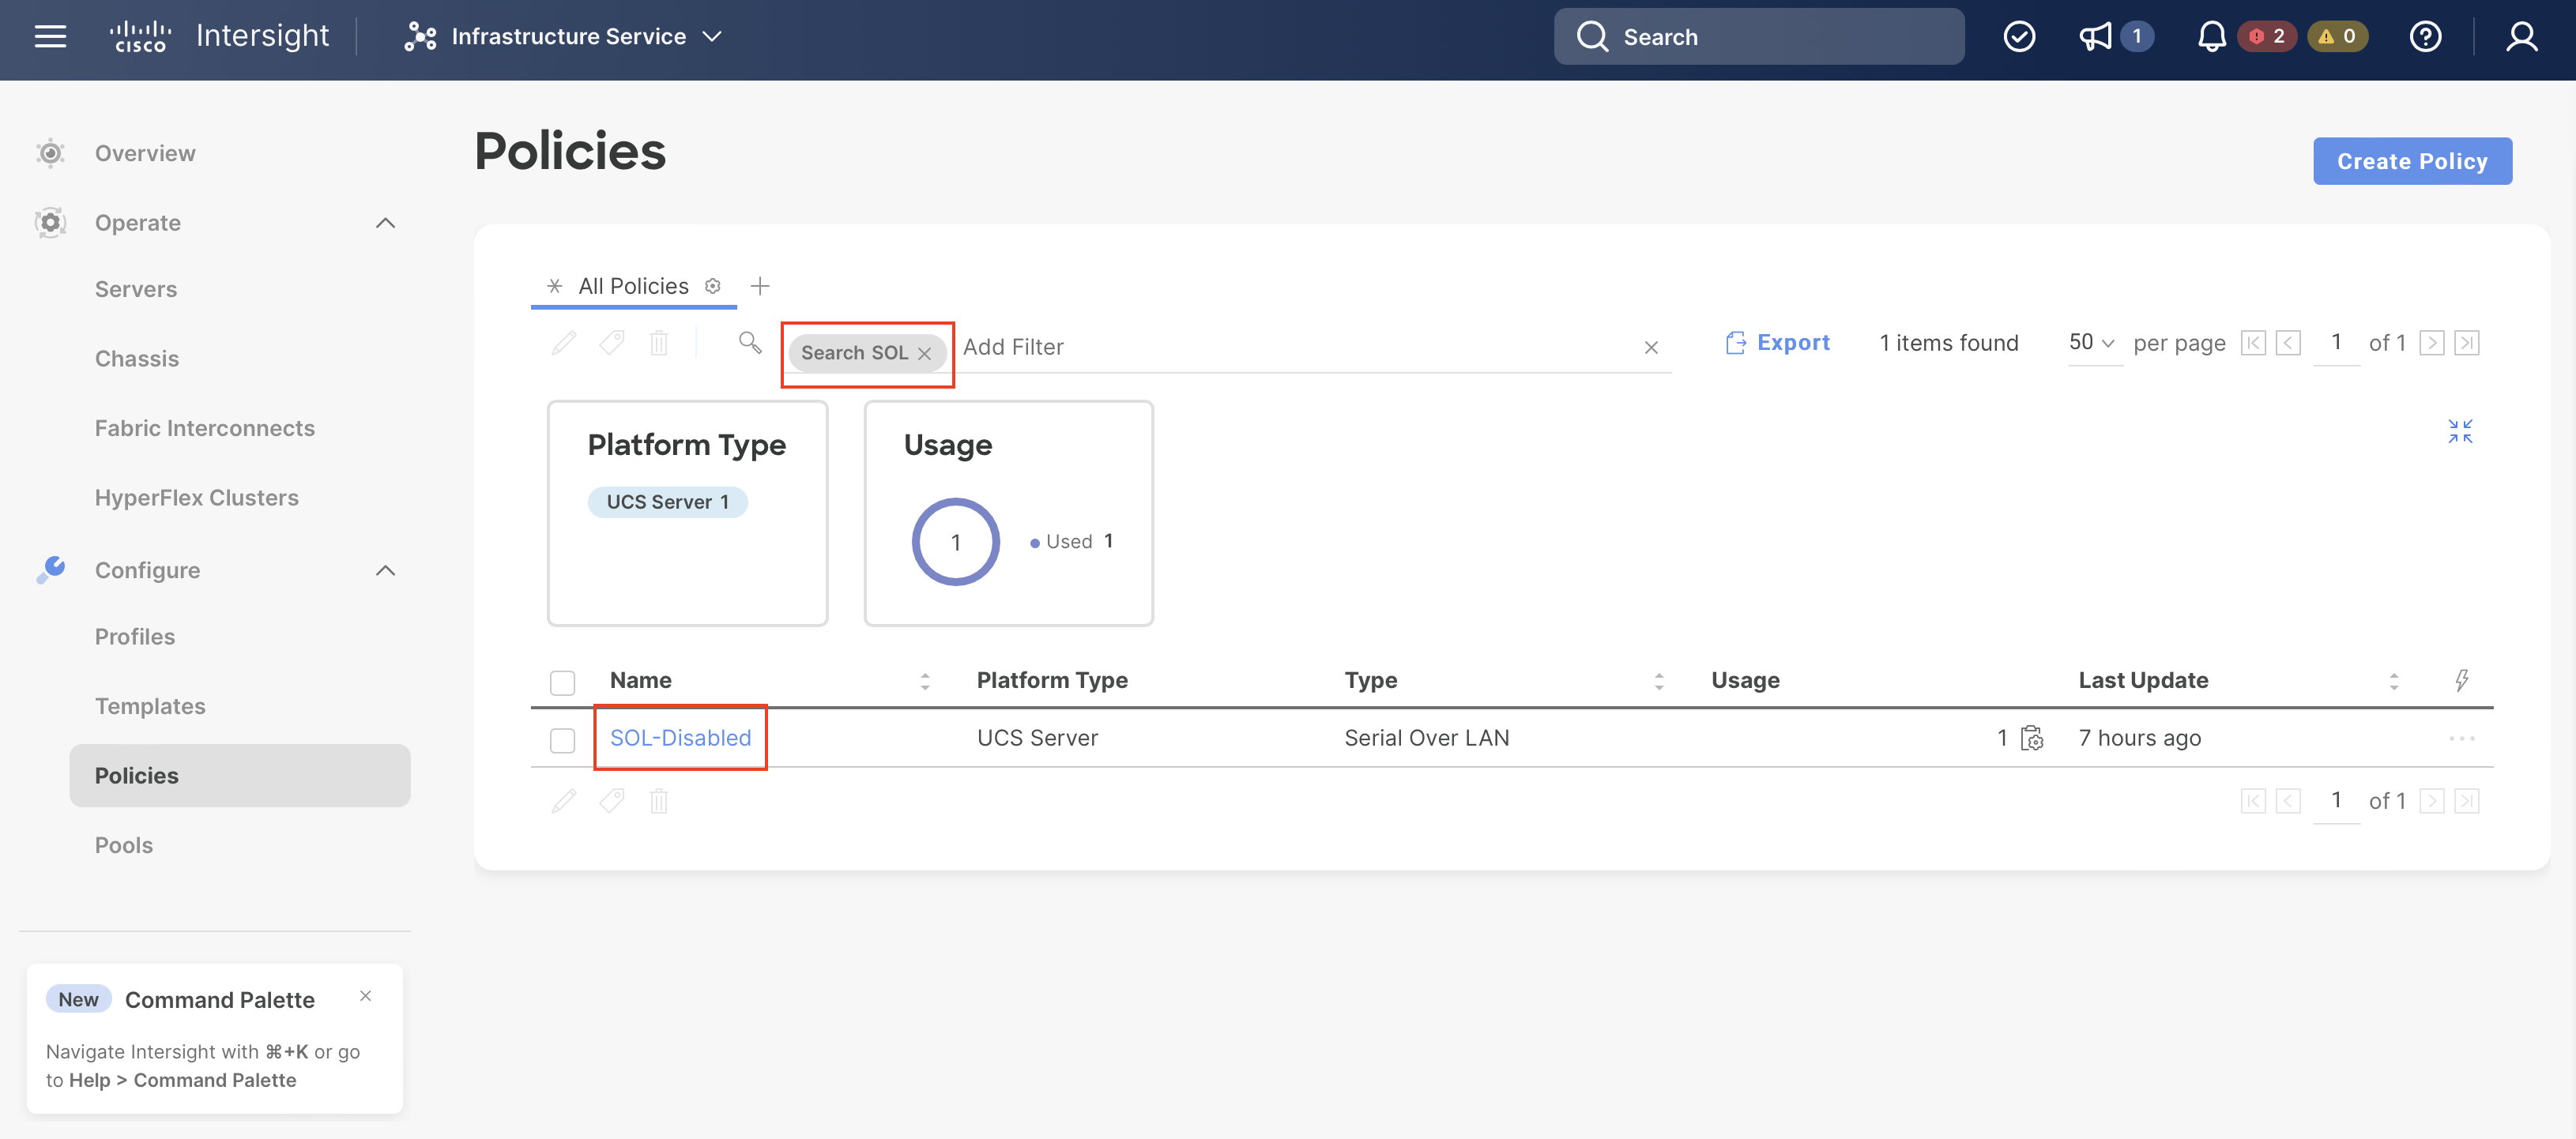 CISCO Intersight Infrastructure Service Search 1 2 0
Overview
Operate
Servers
Chassis
Fabric Interconnects
HyperFlex Clusters
Configure
Profiles
Templates
Policies
Pools
New Command Palette
Navigate Intersight with ⌘+K or go
to Help > Command Palette
Policies
Create Policy
All Policies
Search SOL Add Filter Export 1 items found 50 per page 1 of 1
Platform Type
UCS Server 1
Usage
1 Used 1
Name Platform Type Type Usage Last Update
SOL-Disabled UCS Server Serial Over LAN 1 7 hours ago
1 of 1